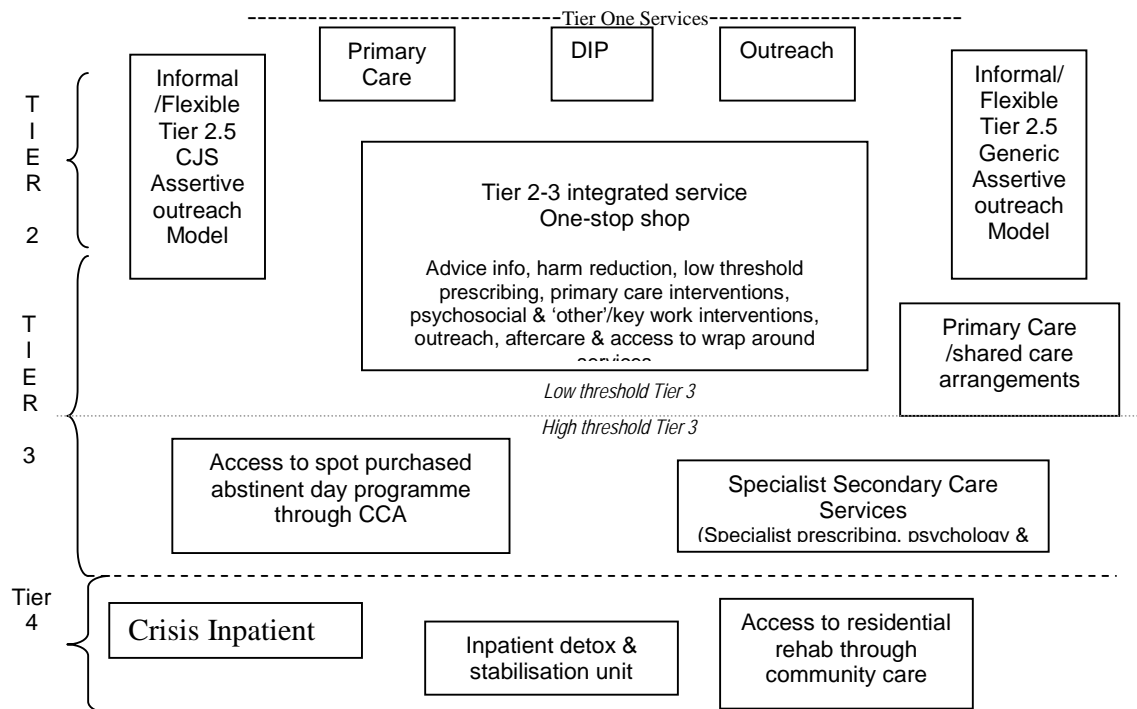 Tier One Services
Primary
Care
DIP
Outreach
Informal
/Flexible
Tier 2.5
CJS
Assertive
outreach
Model
Informal/
Flexible
Tier 2.5
Generic
Assertive
outreach
Model
T
I
E
R
2
Tier 2-3 integrated service
One-stop shop
Advice info, harm reduction, low threshold
prescribing, primary care interventions,
psychosocial & ‘other’/key work interventions,
outreach, aftercare & access to wrap around
services
Primary Care
/shared care
arrangements
T
I
E
R
3
Low threshold Tier 3
High threshold Tier 3
Access to spot purchased
abstinent day programme
through CCA
Specialist Secondary Care
Services
(Specialist prescribing, psychology &
Tier
4
Crisis Inpatient
Inpatient detox &
stabilisation unit
Access to residential
rehab through
community care